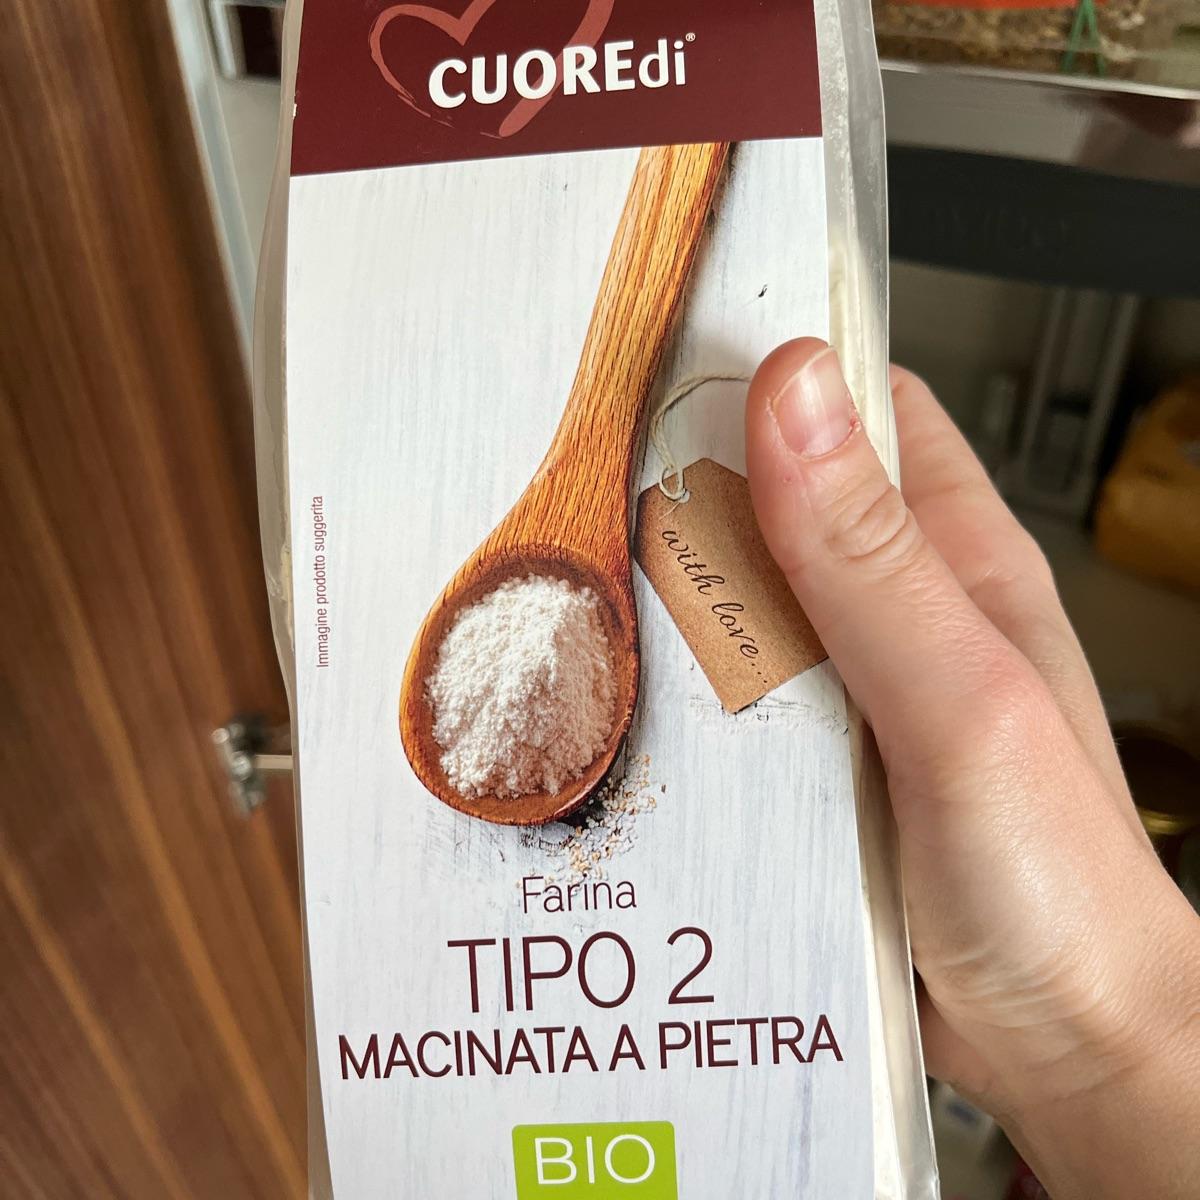 CUOREdi®
Immagine prodotto suggerita
with love...
Farina
TIPO 2
MACINATA A PIETRA
BIO